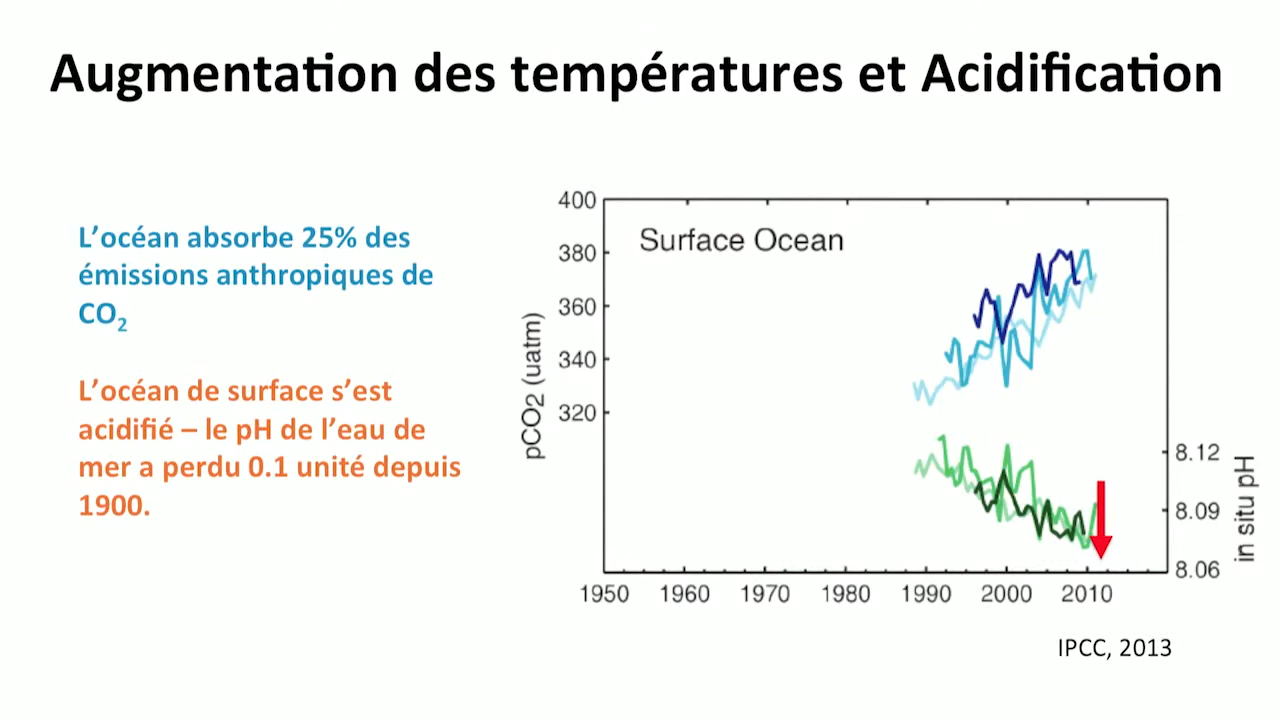 Augmentation des températures et Acidification
L’océan absorbe 25% des
émissions anthropiques de
CO₂
L’océan de surface s’est
acidifié – le pH de l’eau de
mer a perdu 0.1 unité depuis
1900.
Surface Ocean
400
380
360
340
320
pCO2 (uatm)
8.12
8.09
8.06
in situ pH
1950 1960 1970 1980 1990 2000 2010
IPCC, 2013